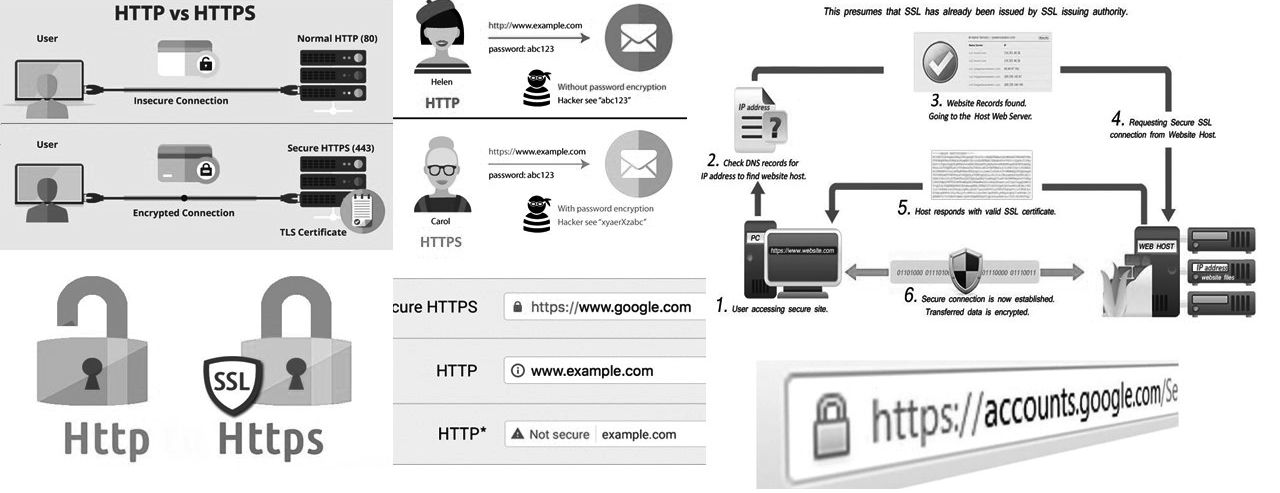 HTTP vs HTTPS
User
Normal HTTP (80)
Insecure Connection
User
Secure HTTPS (443)
Encrypted Connection
TLS Certificate
http://www.example.com
password: abc123
Helen
HTTP
Without password encryption
Hacker see "abc123"
https://www.example.com
password: abc123
Carol
HTTPS
With password encryption
Hacker see "xyaerXzabc"
This presumes that SSL has already been issued by SSL issuing authority.
3. Website Records found.
Going to the Host Web Server.
IP address
?
2. Check DNS records for
IP address to find website host.
4. Requesting Secure SSL
connection from Website Host.
5. Host responds with valid SSL certificate.
PC
https://www.website.com
WEB HOST
IP address
website files
01101000 0111010
0110000 01110011
6. Secure connection is now established.
Transferred data is encrypted.
1. User accessing secure site.
SSL
Http to Https
cure HTTPS
https://www.google.com
HTTP
www.example.com
HTTP*
Not secure
example.com
https://accounts.google.com/Se